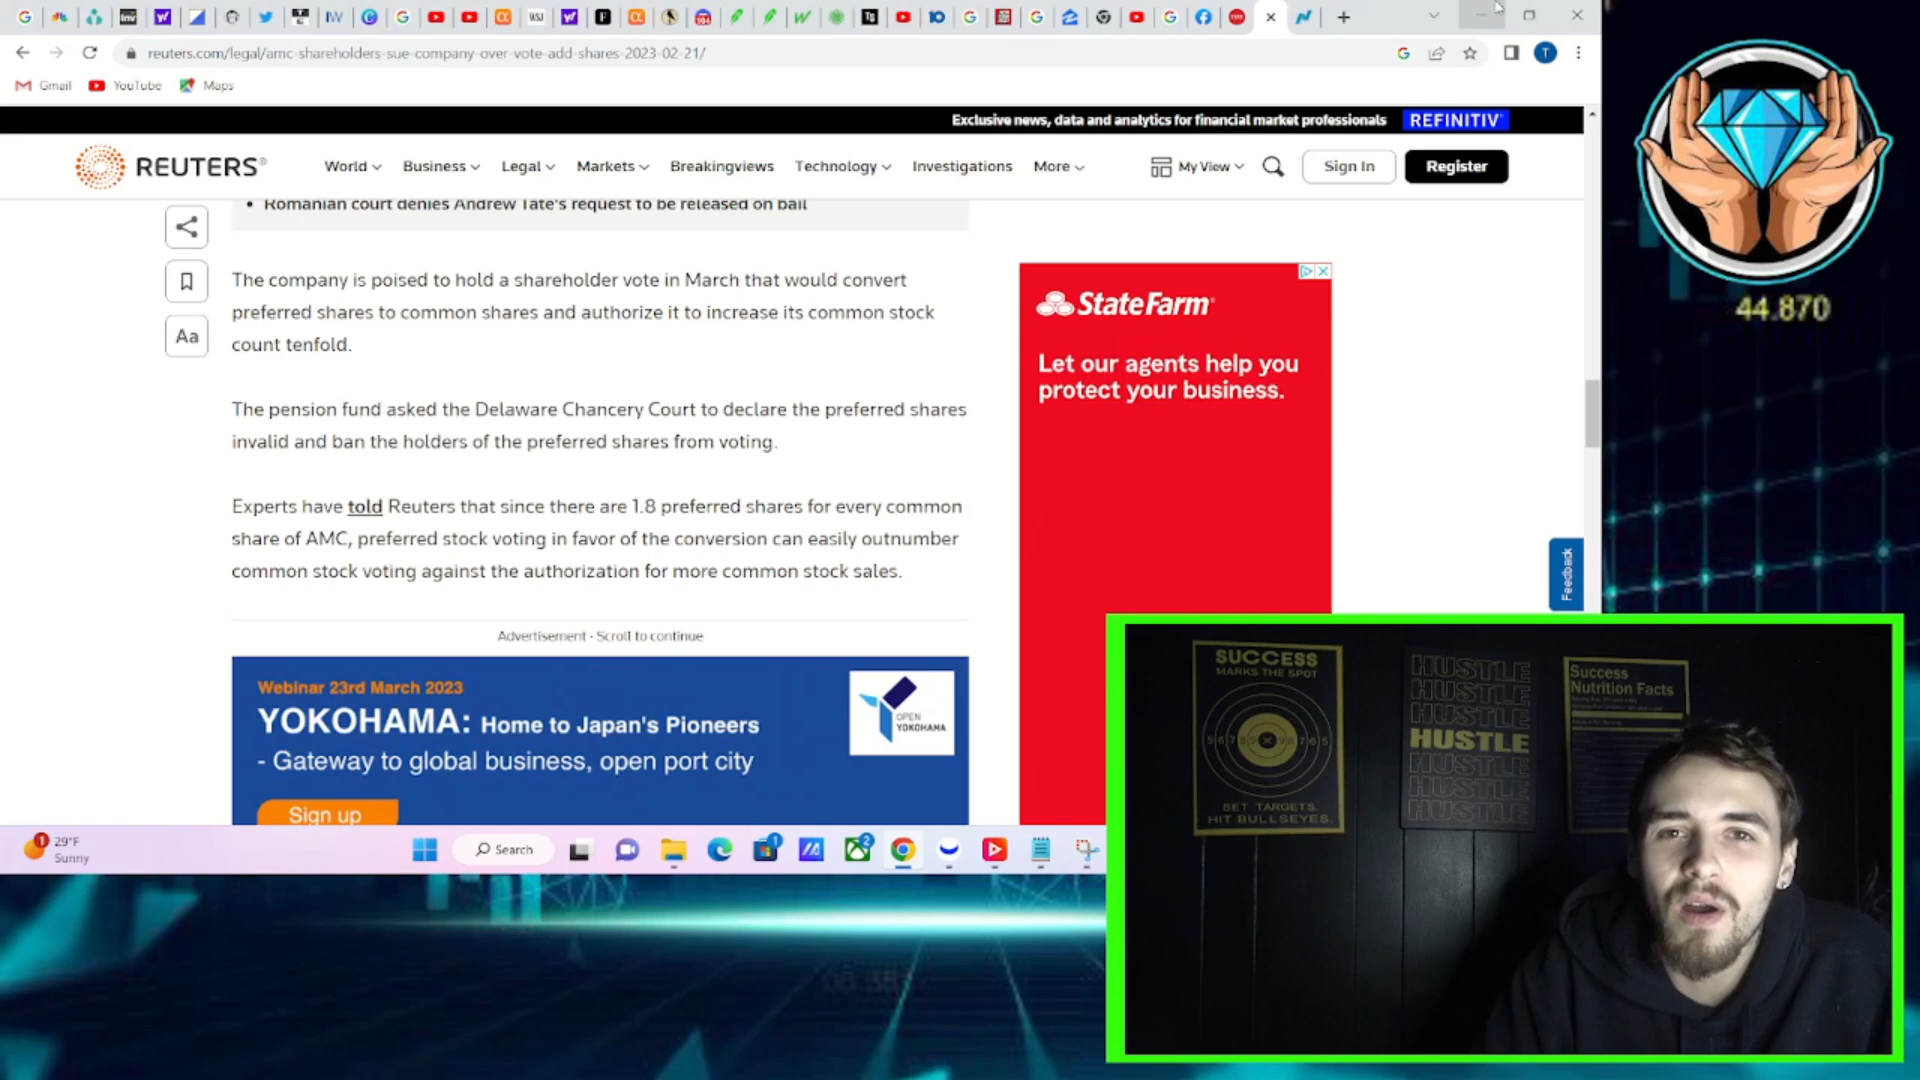 reuters.com/legal/amc-shareholders-sue-company-over-vote-add-shares-2023-02-21/
Gmail
YouTube
Maps
Exclusive news, data and analytics for financial market professionals
REFINITIV
REUTERS
World
Business
Legal
Markets
Breakingviews
Technology
Investigations
More
My View
Sign In
Register
• Romanian court denies Andrew Tate's request to be released on bail
Aa
The company is poised to hold a shareholder vote in March that would convert
preferred shares to common shares and authorize it to increase its common stock
count tenfold.
The pension fund asked the Delaware Chancery Court to declare the preferred shares
invalid and ban the holders of the preferred shares from voting.
Experts have told Reuters that since there are 1.8 preferred shares for every common
share of AMC, preferred stock voting in favor of the conversion can easily outnumber
common stock voting against the authorization for more common stock sales.
Advertisement · Scroll to continue
Webinar 23rd March 2023
YOKOHAMA: Home to Japan's Pioneers
- Gateway to global business, open port city
Sign up
OPEN
YOKOHAMA
State Farm
Let our agents help you
protect your business.
Feedback
44.870
29°F
Sunny
Search
SUCCESS
MARKS THE SPOT
SET TARGETS.
HIT BULLSEYES.
HUSTLE
HUSTLE
HUSTLE
HUSTLE
HUSTLE
HUSTLE
HUSTLE
Success
Nutrition Facts